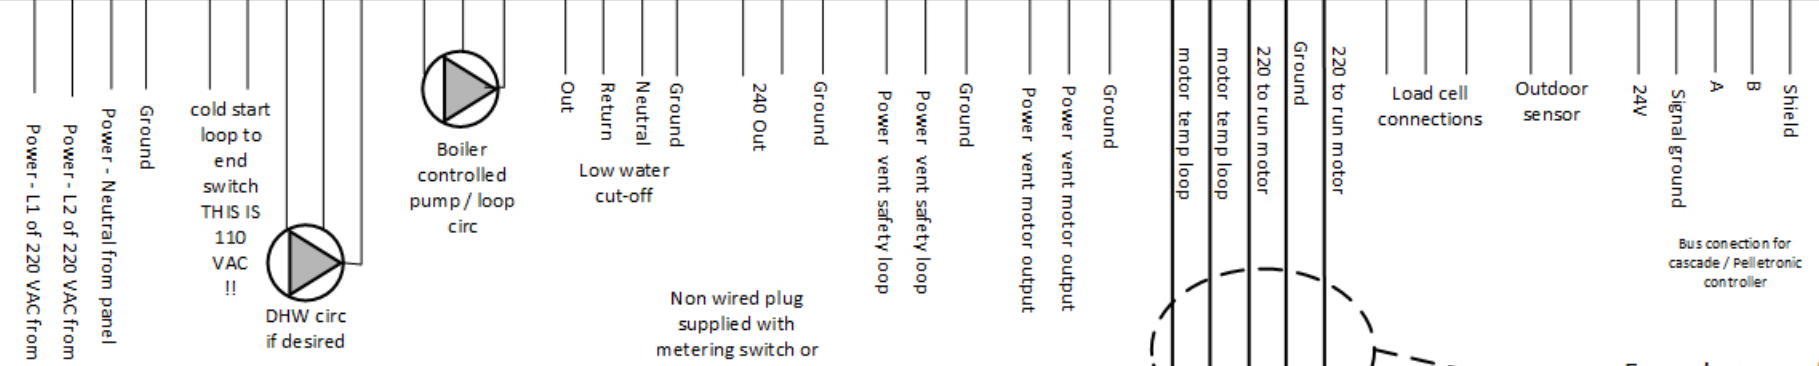 Power - L1 of 220 VAC from
Power - L2 of 220 VAC from
Power - Neutral from panel
Ground
cold start
loop to
end
switch
THIS IS
110
VAC
!!
DHW circ
if desired
Boiler
controlled
pump / loop
circ
Out
Return
Neutral
Ground
Low water
cut-off
240 Out
Ground
Non wired plug
supplied with
metering switch or
Power vent safety loop
Power vent safety loop
Ground
Power vent motor output
Power vent motor output
Ground
motor temp loop
motor temp loop
220 to run motor
Ground
220 to run motor
Load cell
connections
Outdoor
sensor
24V
Signal ground
A
B
Shield
Bus conection for
cascade / Pelletronic
controller